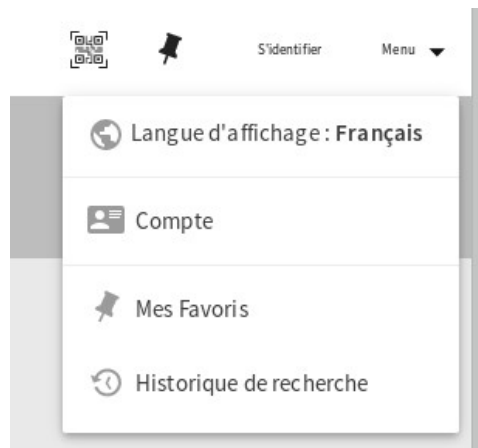 S'identifier Menu
Langue d'affichage : Français
Compte
Mes Favoris
Historique de recherche